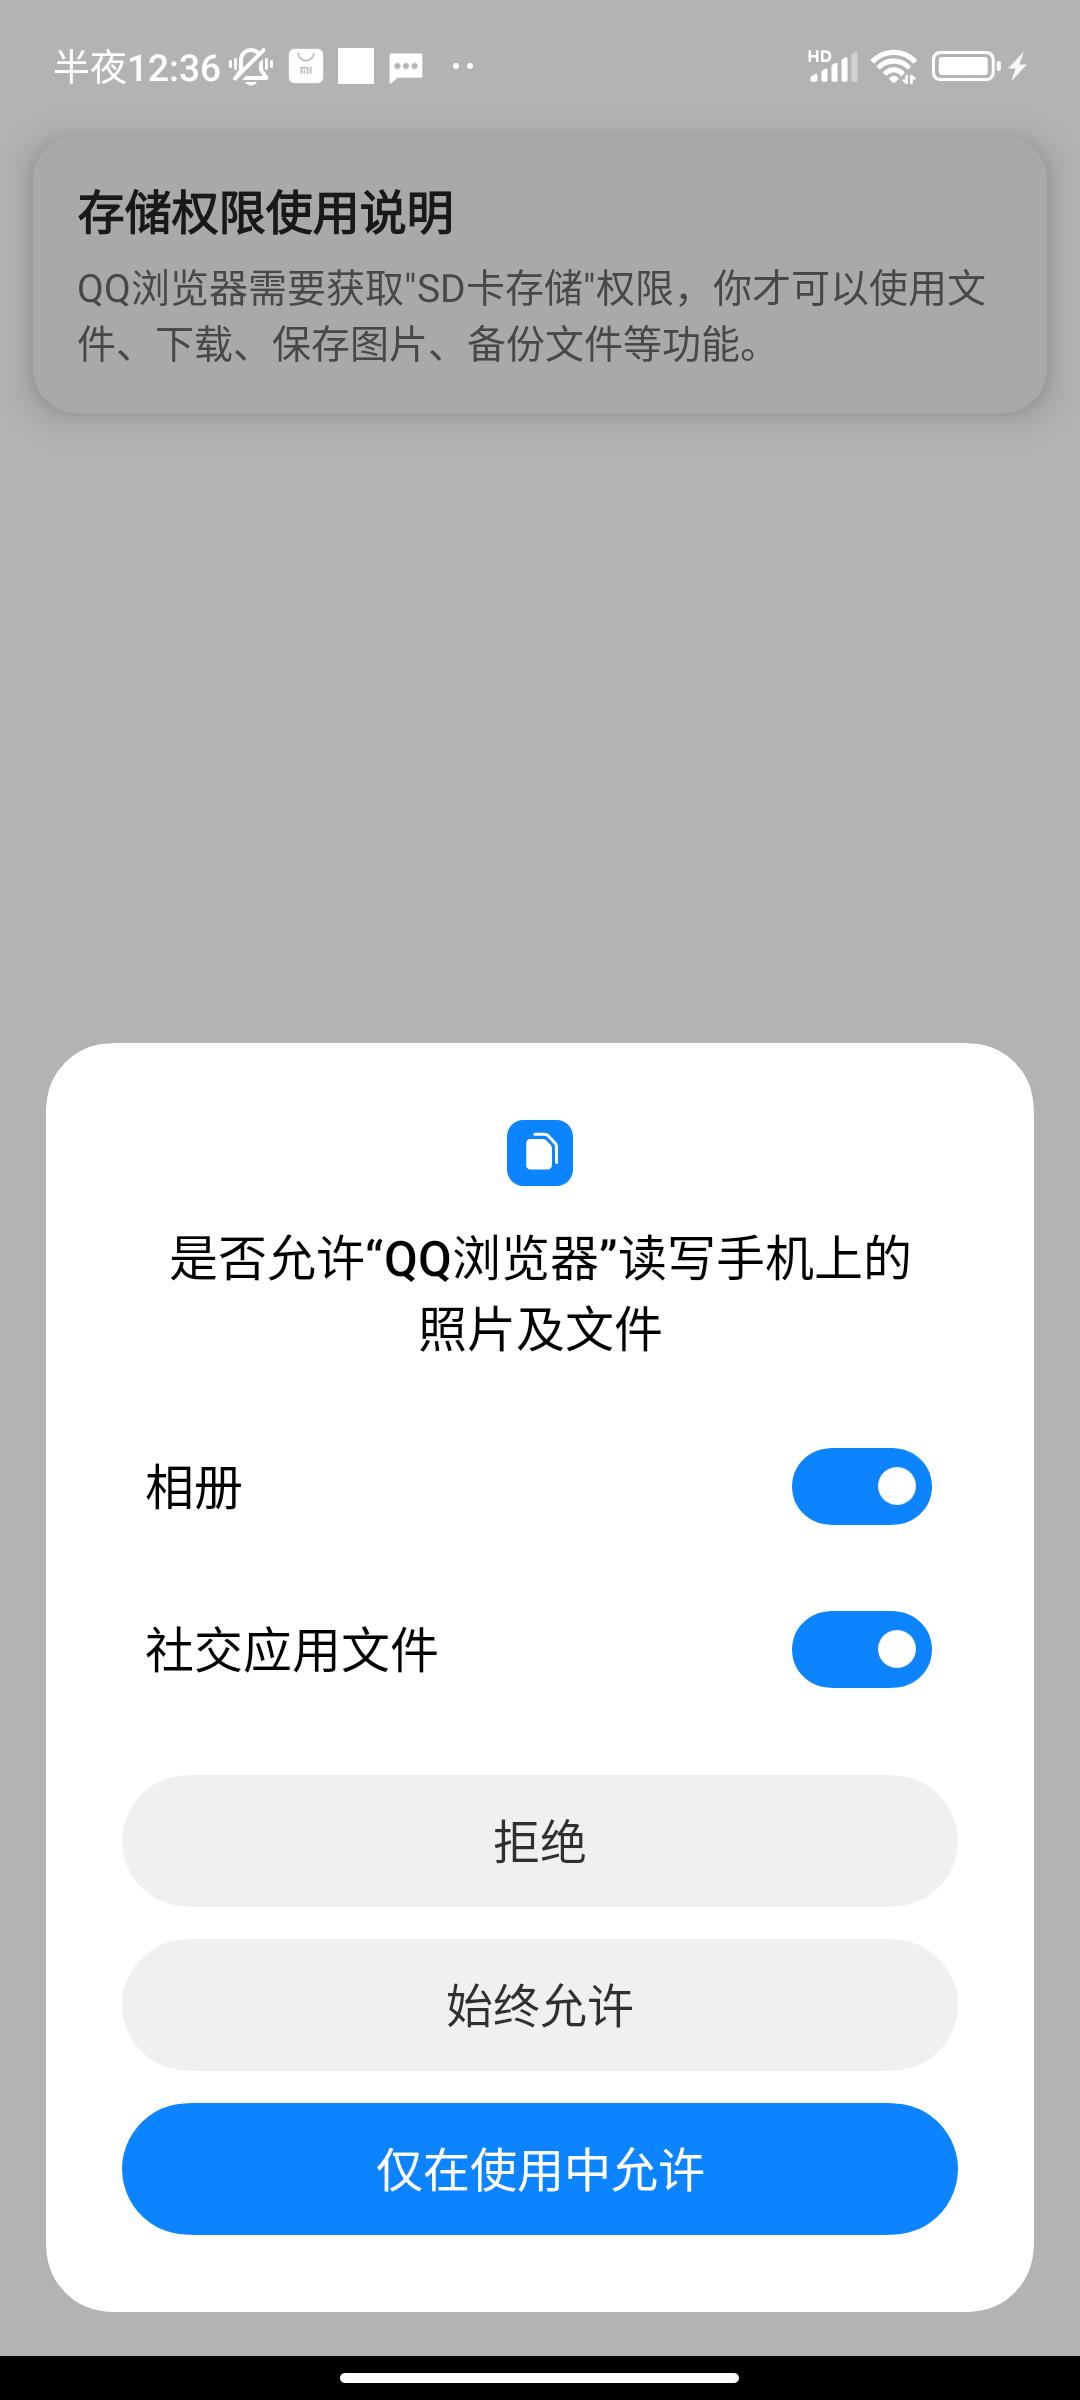 半夜12:36
HD
存储权限使用说明
QQ浏览器需要获取"SD卡存储"权限，你才可以使用文
件、下载、保存图片、备份文件等功能。
是否允许“QQ浏览器”读写手机上的
照片及文件
相册
社交应用文件
拒绝
始终允许
仅在使用中允许